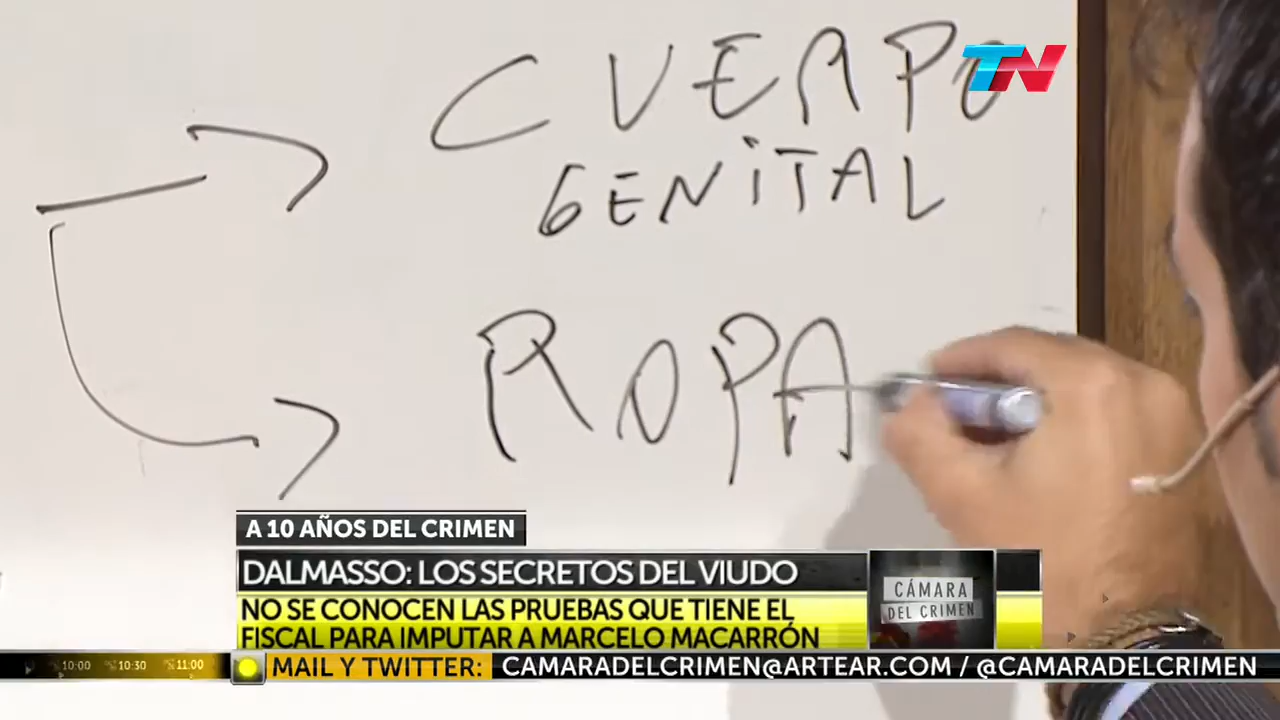 CUERPO
TN
GENITAL
ROPA
A 10 AÑOS DEL CRIMEN
DALMASSO: LOS SECRETOS DEL VIUDO
NO SE CONOCEN LAS PRUEBAS QUE TIENE EL
FISCAL PARA IMPUTAR A MARCELO MACARRÓN
CÁMARA
DEL CRIMEN
10:00 10:30 11:00
MAIL Y TWITTER: CAMARADELCRIMEN@ARTEAR.COM / @CAMARADELCRIMEN